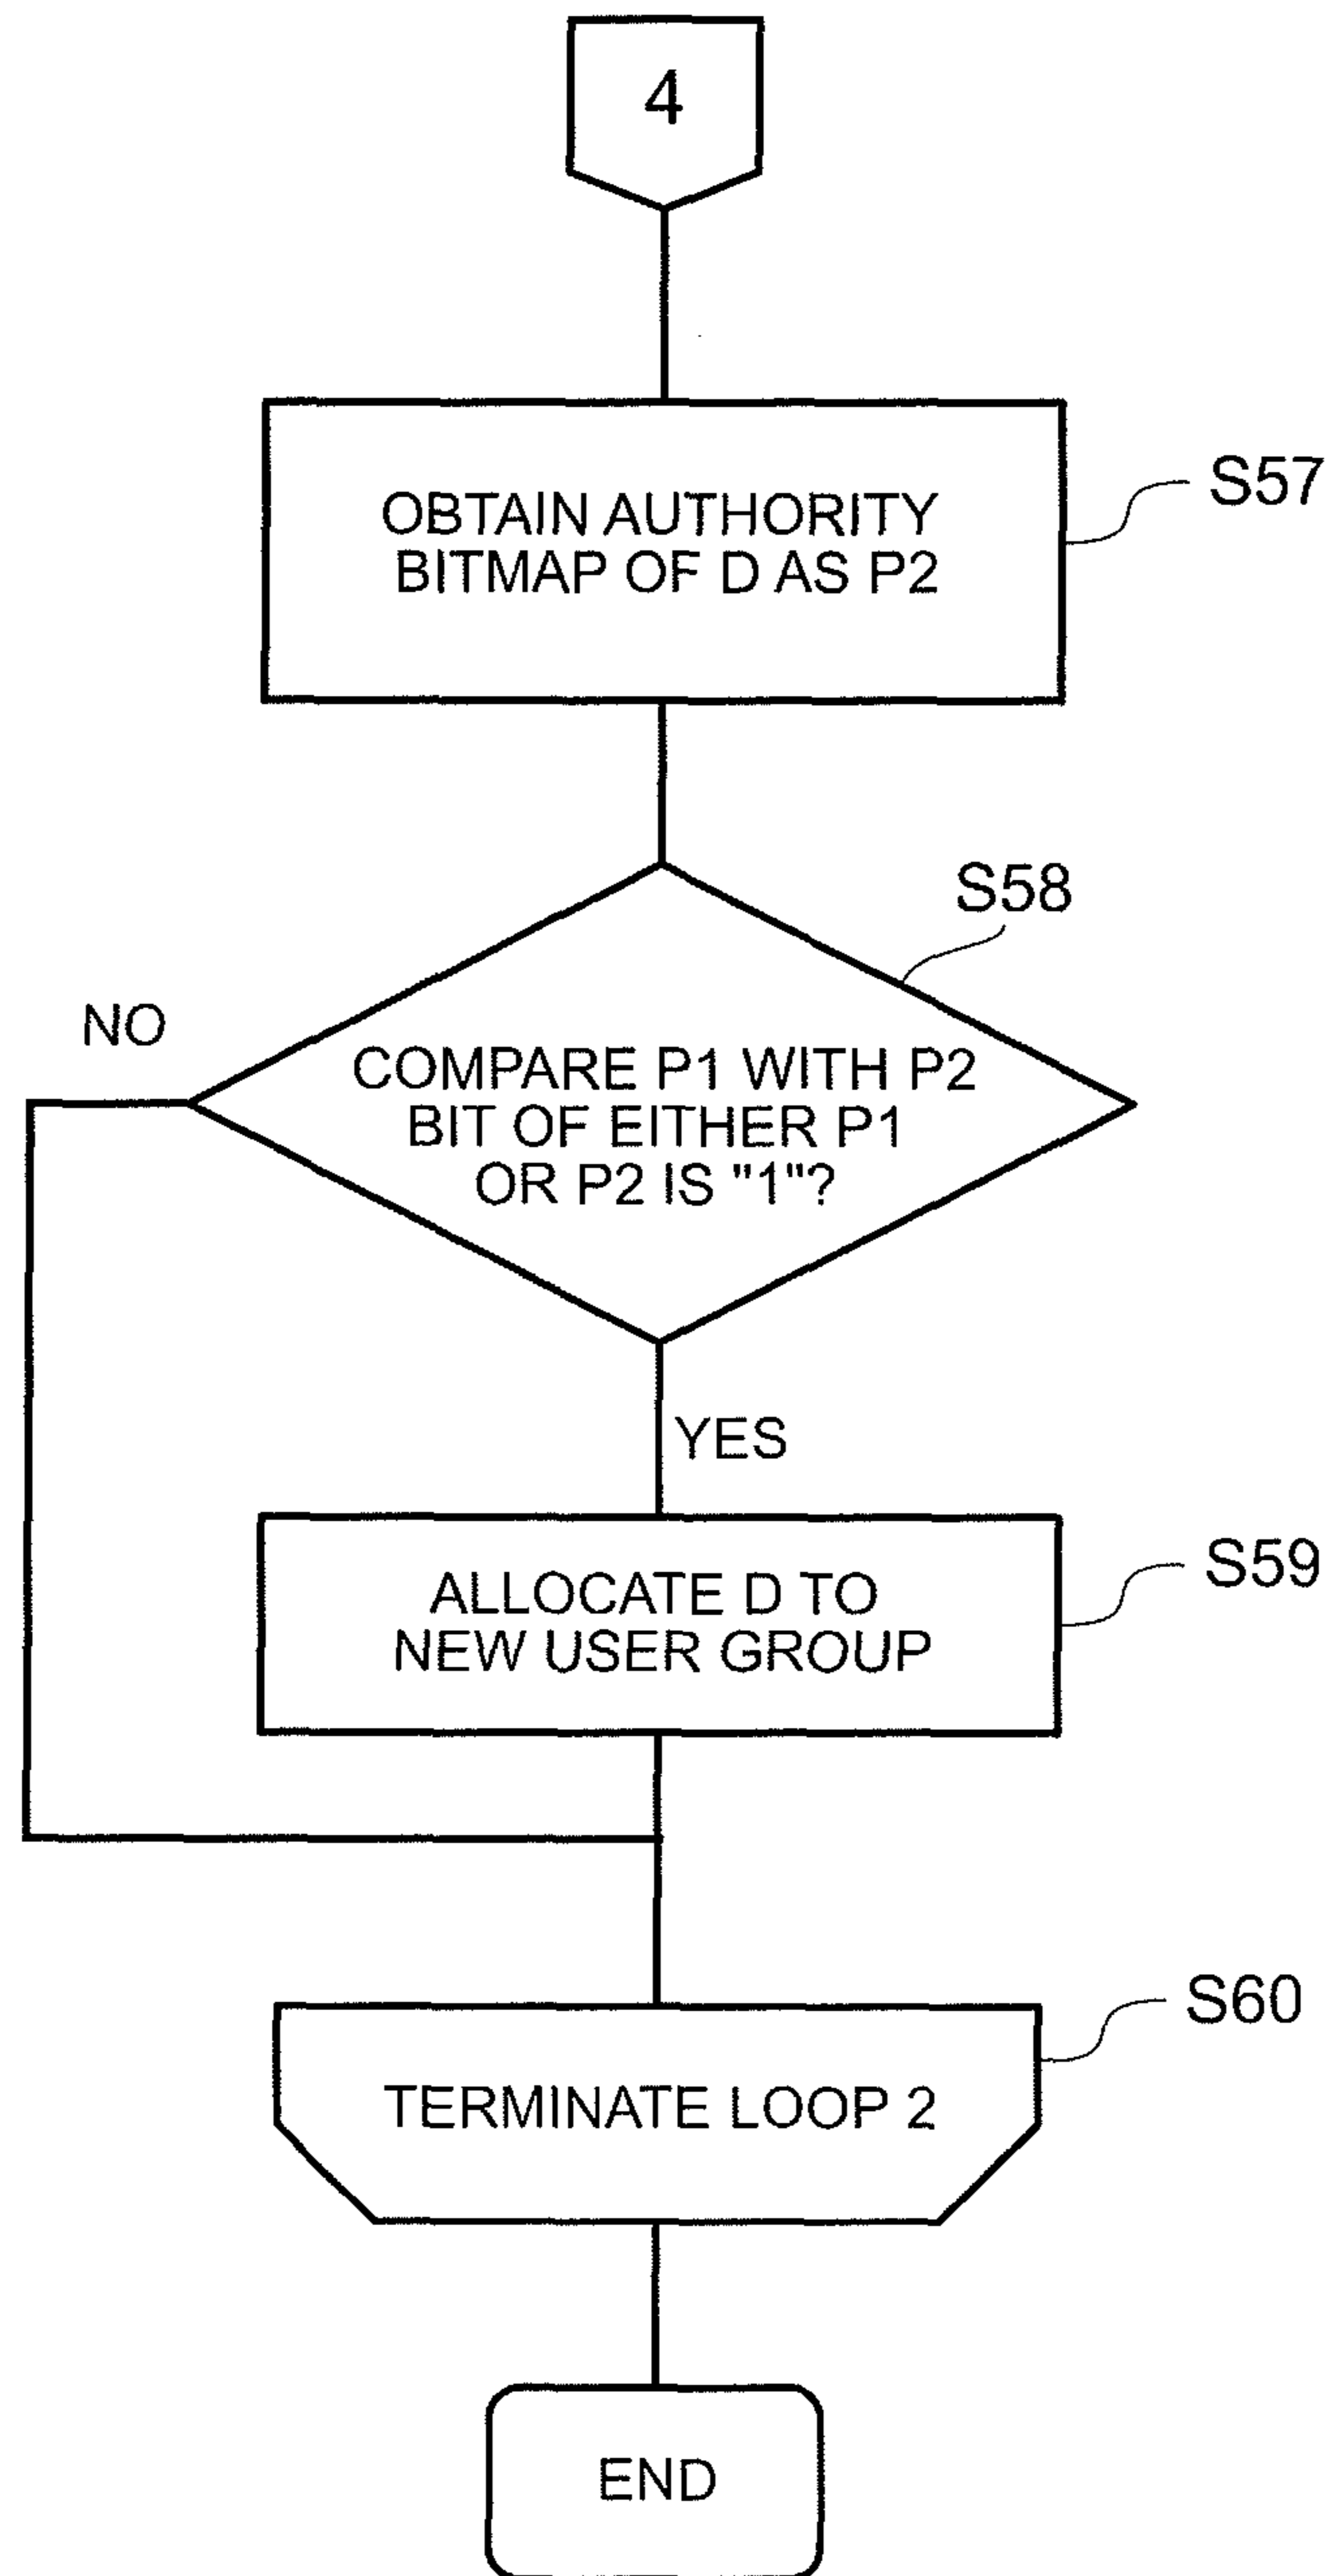 4
OBTAIN AUTHORITY
BITMAP OF D AS P2
S57
S58
NO
COMPARE P1 WITH P2
BIT OF EITHER P1
OR P2 IS "1"?
YES
ALLOCATE D TO
NEW USER GROUP
S59
S60
TERMINATE LOOP 2
END